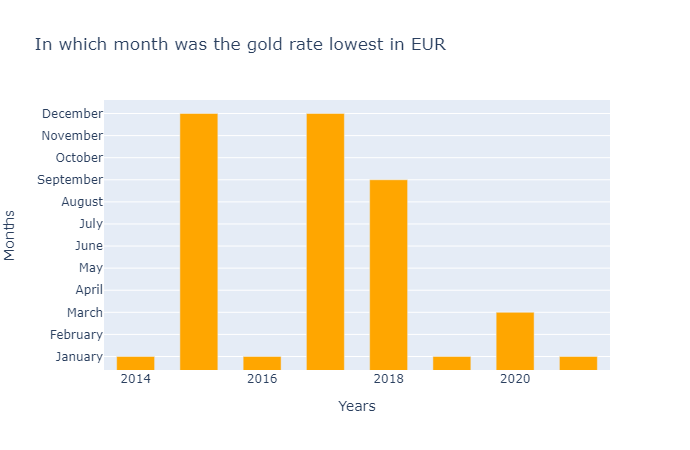 In which month was the gold rate lowest in EUR
December
November
October
September
August
July
June
May
April
March
February
January
Months
2014 2016 2018 2020
Years